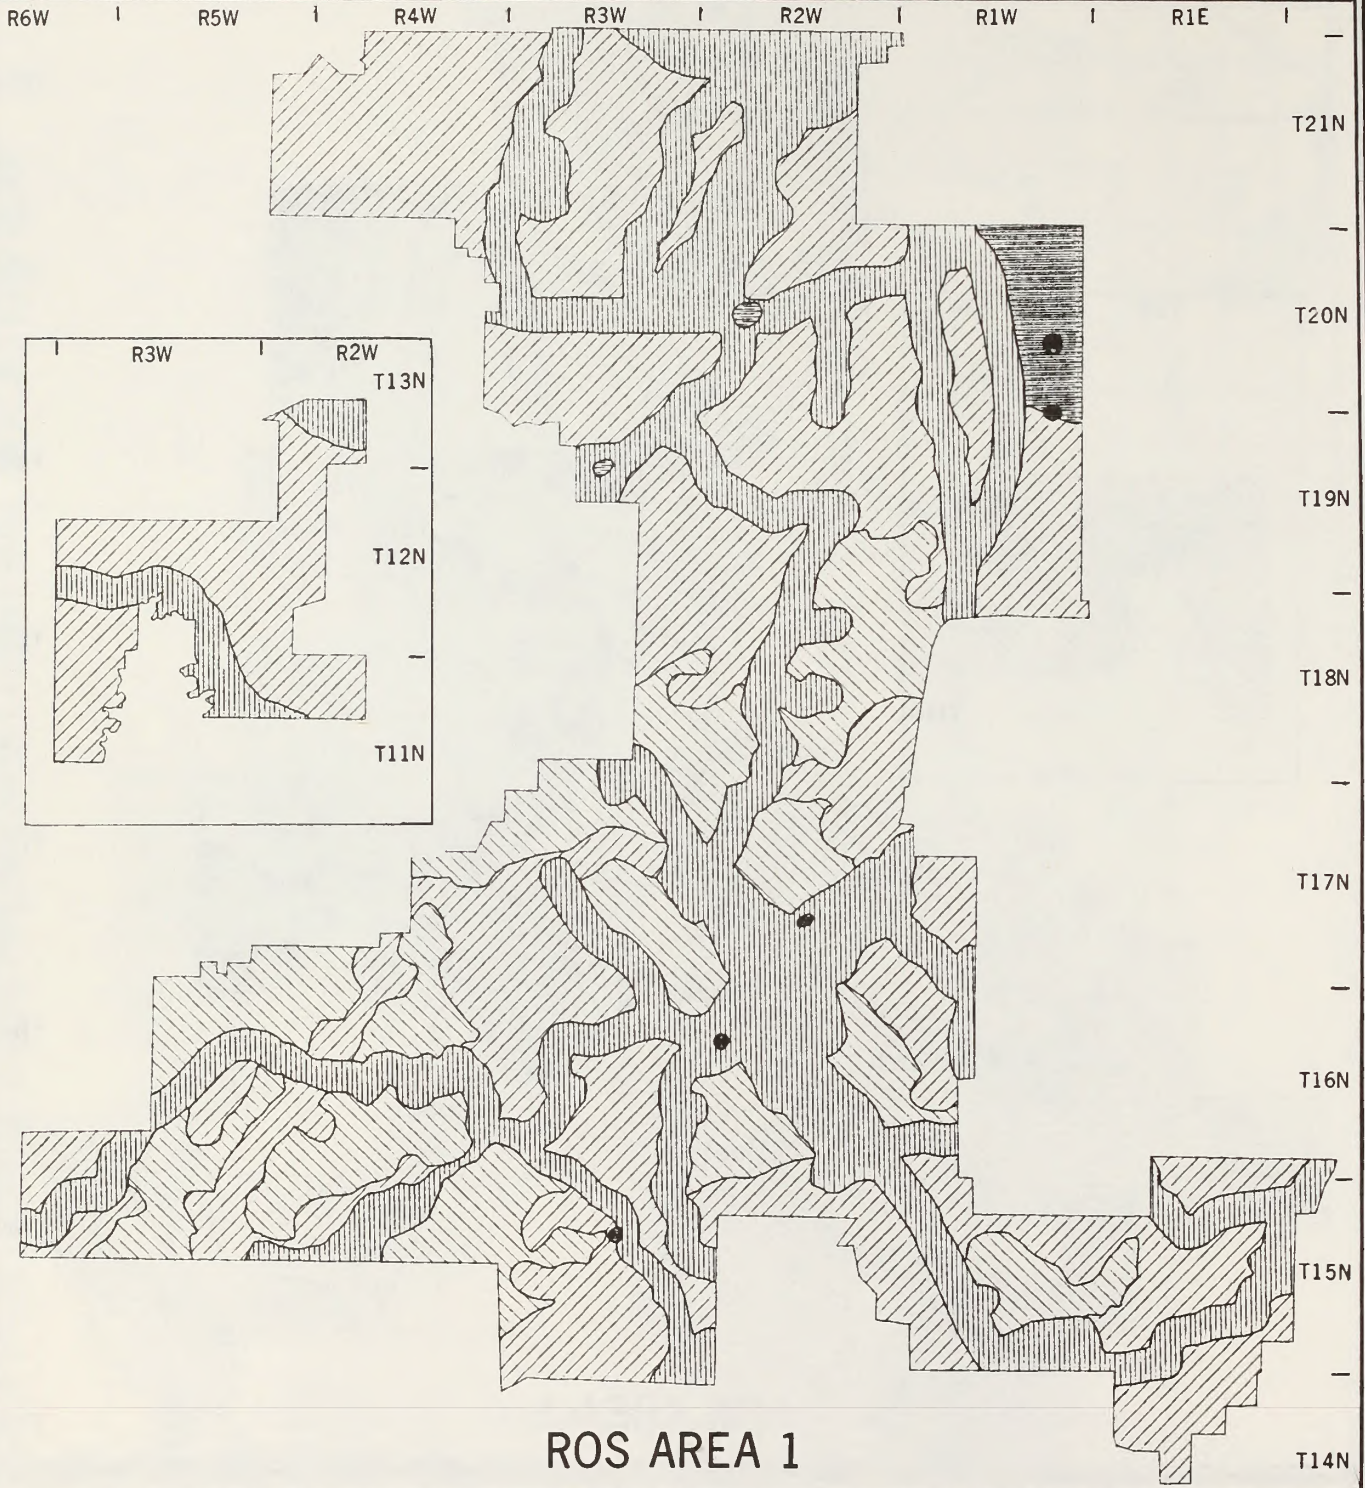 R6W R5W R4W R3W R2W R1W R1E
T21N
T20N
R3W R2W
T13N
T19N
T12N
T18N
T11N
T17N
T16N
T15N
ROS AREA 1
T14N